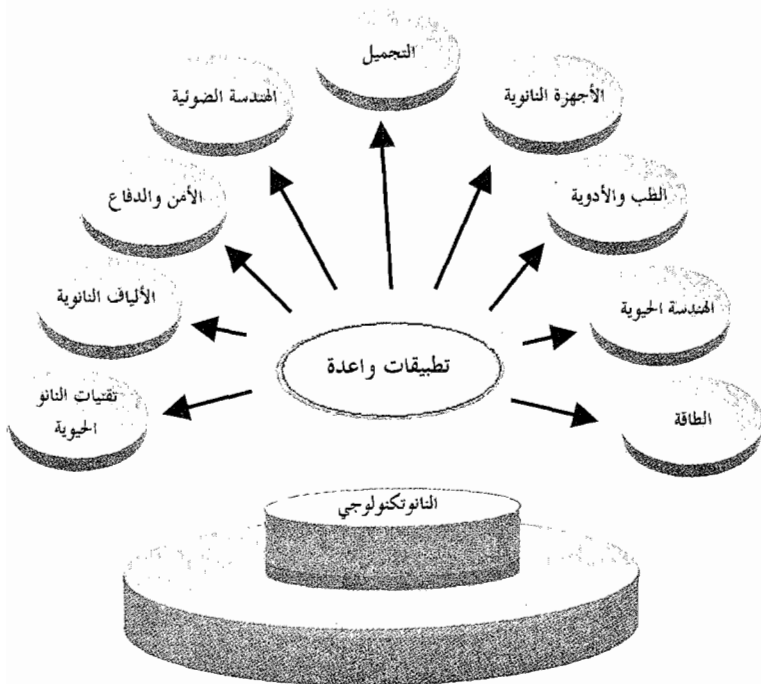 التجميل
الأجهزة النانوية
الهندسة الضوئية
الطب والأدوية
الأمن والدفاع
الهندسة الحيوية
الألياف النانوية
تطبيقات واعدة
الطاقة
تقنيات النانو
الحيوية
النانوتكنولوجي